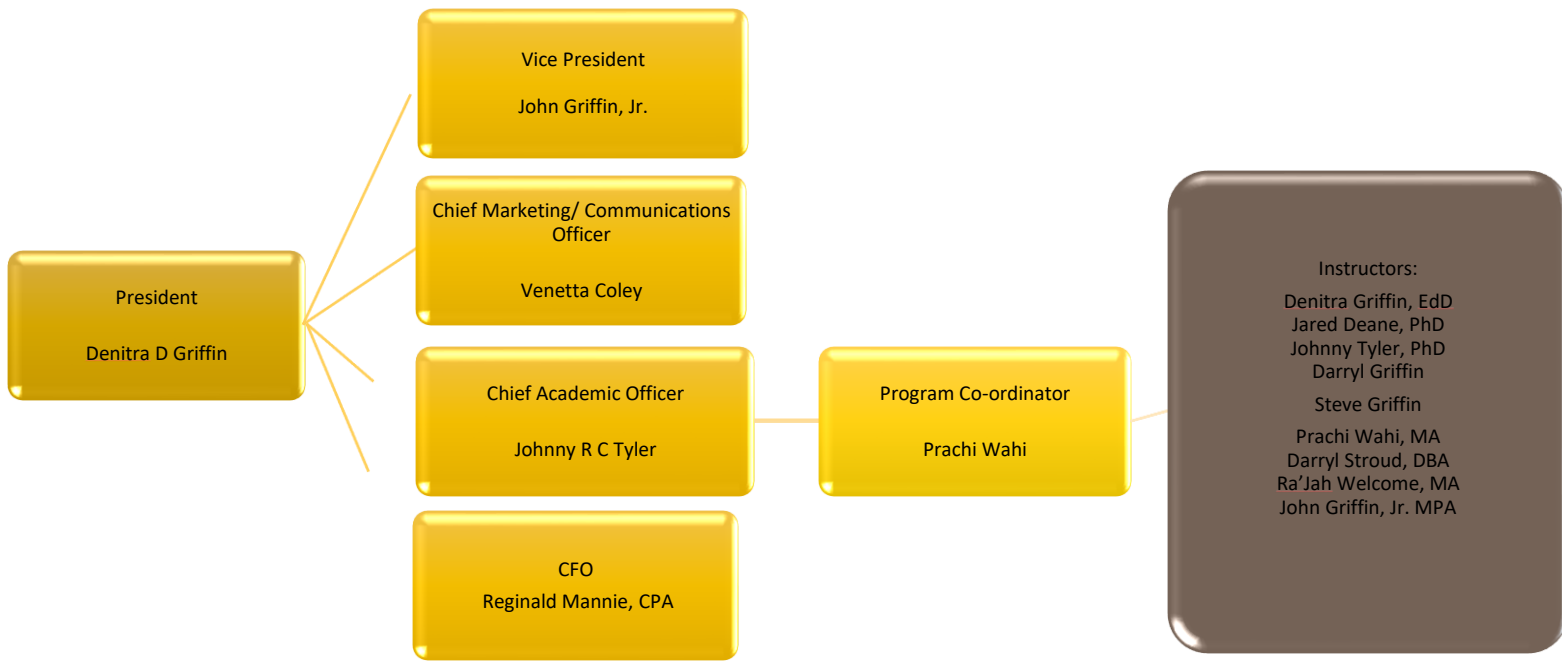 President
Denitra D Griffin
Vice President
John Griffin, Jr.
Chief Marketing/ Communications
Officer
Venetta Coley
Chief Academic Officer
Johnny R C Tyler
CFO
Reginald Mannie, CPA
Program Co-ordinator
Prachi Wahi
Instructors:
Denitra Griffin, EdD
Jared Deane, PhD
Johnny Tyler, PhD
Darryl Griffin
Steve Griffin
Prachi Wahi, MA
Darryl Stroud, DBA
Ra’Jah Welcome, MA
John Griffin, Jr. MPA